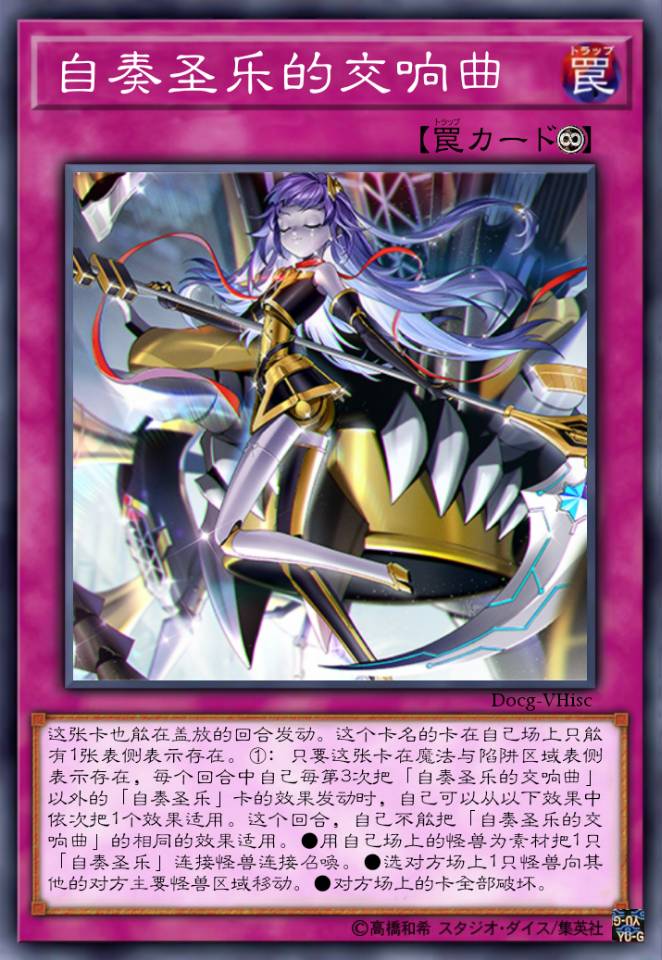 自奏圣乐的交响曲
トラップ
罠
トラップ
【罠カード】
Docg-VHisc
这张卡也能在盖放的回合发动。这个卡名的卡在自己场上只能
有1张表侧表示存在。①：只要这张卡在魔法与陷阱区域表侧
表示存在，每个回合中自己每第3次把「自奏圣乐的交响曲」
以外的「自奏圣乐」卡的效果发动时，自己可以从以下效果中
依次把1个效果适用。这个回合，自己不能把「自奏圣乐的交
响曲」的相同的效果适用。●用自己场上的怪兽为素材把1只
「自奏圣乐」连接怪兽连接召唤。●选对方场上1只怪兽向其
他的对方主要怪兽区域移动。●对方场上的卡全部破坏。
©高橋和希 スタジオ・ダイス/集英社